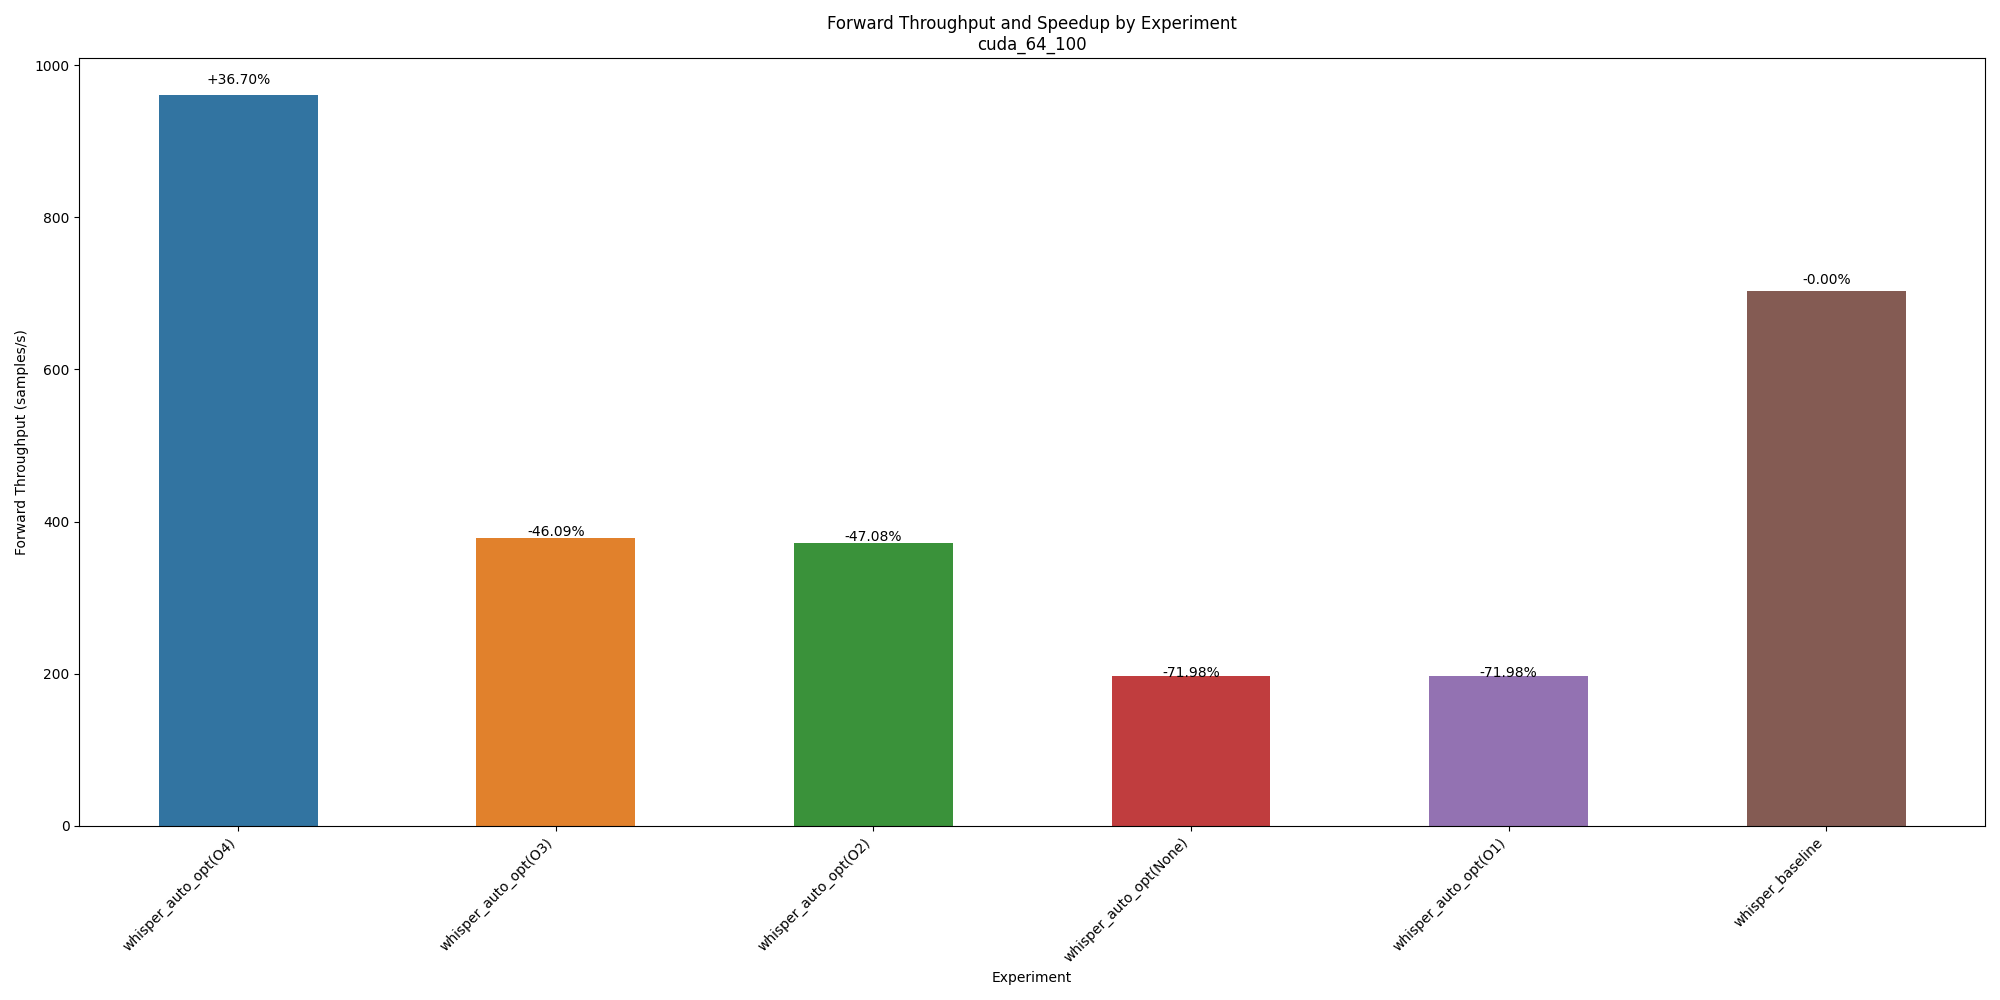 Forward Throughput and Speedup by Experiment
cuda_64_100
Forward Throughput (samples/s)
1000
800
600
400
200
0
+36.70%
-46.09%
-47.08%
-71.98%
-71.98%
-0.00%
whisper_auto_opt(O4)
whisper_auto_opt(O3)
whisper_auto_opt(O2)
whisper_auto_opt(None)
whisper_auto_opt(O1)
whisper_baseline
Experiment